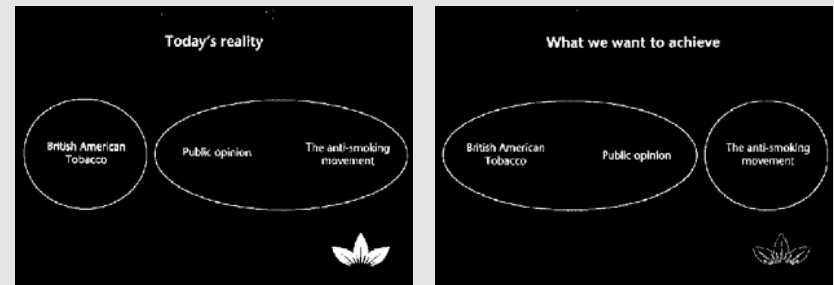 Today's reality
British American
Tobacco
Public opinion
The anti-smoking
movement
What we want to achieve
British American
Tobacco
Public opinion
The anti-smoking
movement